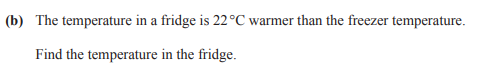 (b) The temperature in a fridge is 22 °C warmer than the freezer temperature.
Find the temperature in the fridge.